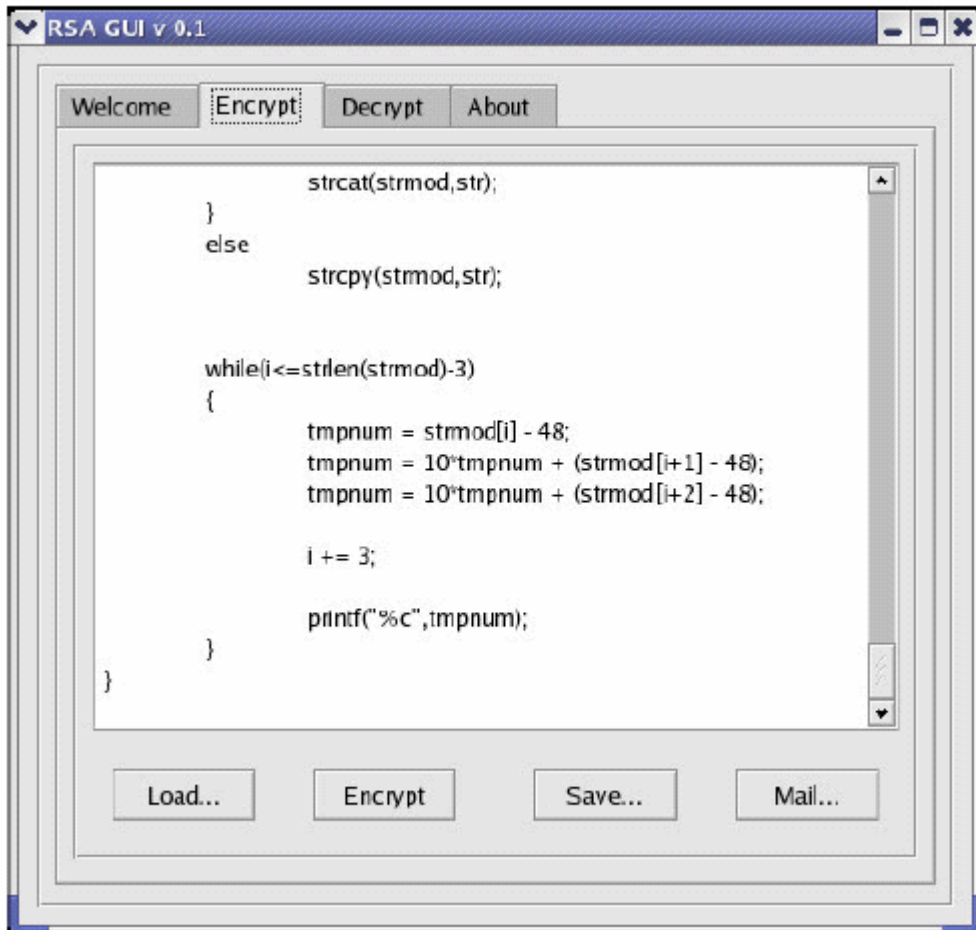 RSA GUI v 0.1
Welcome Encrypt Decrypt About
strcat(strmod,str);
}
else
strcpy(strmod,str);
while(i<=strlen(strmod)-3)
{
tmpnum = strmod[i] - 48;
tmpnum = 10*tmpnum + (strmod[i+1] - 48);
tmpnum = 10*tmpnum + (strmod[i+2] - 48);
i += 3;
printf("%c",tmpnum);
}
}
Load... Encrypt Save... Mail...